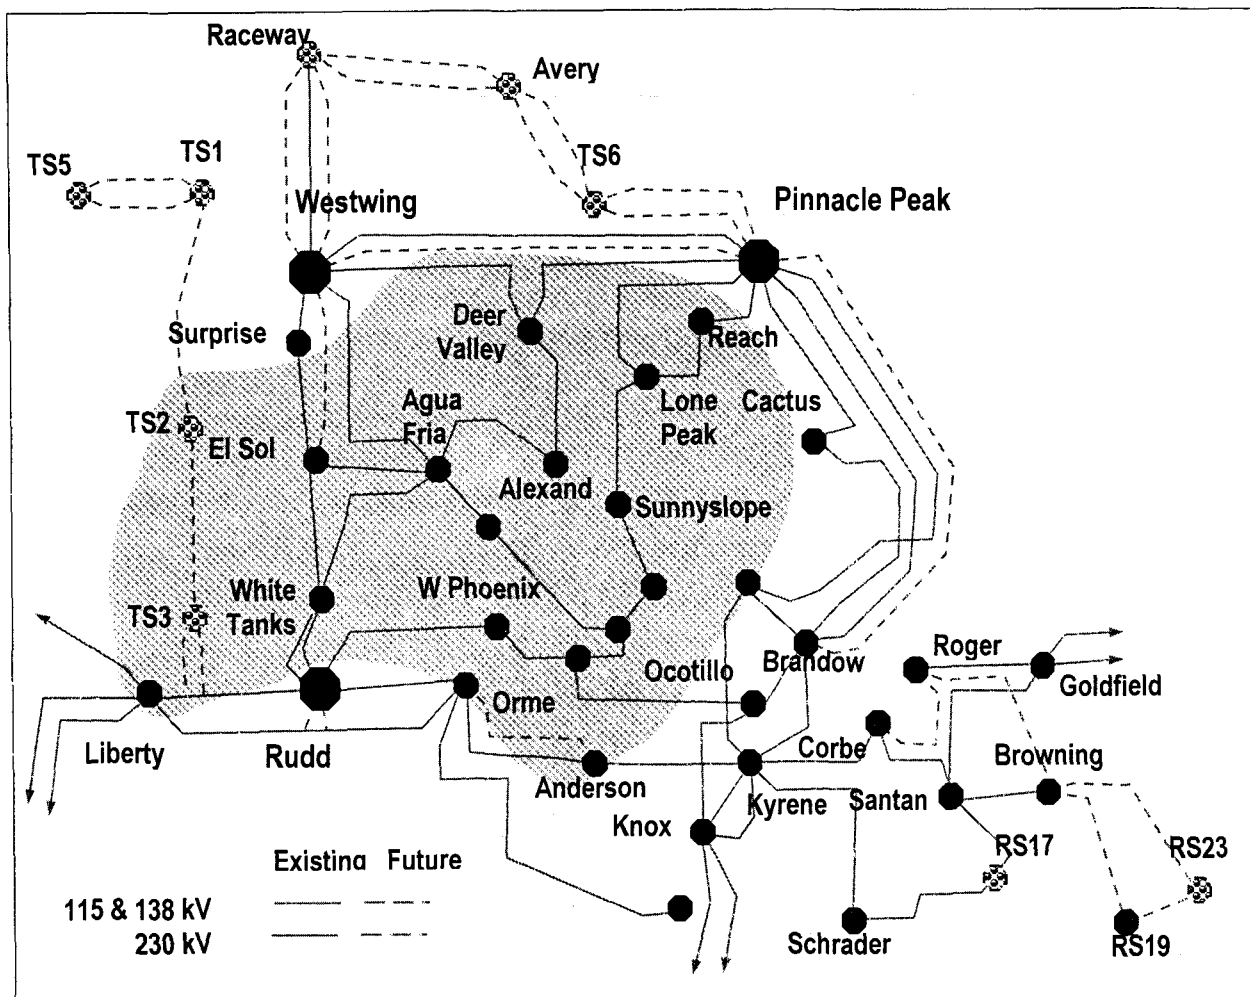 Raceway
Avery
TS5
TS1
TS6
Westwing
Pinnacle Peak
Surprise
Deer
Valley
Reach
Agua
Fria
Lone
Peak
Cactus
TS2
El Sol
Alexand
Sunnyslope
White
Tanks
W Phoenix
TS3
Ocotillo
Brandow
Roger
Goldfield
Orme
Liberty
Rudd
Corbe
Browning
Anderson
Kyrene
Santan
Knox
RS17
RS23
Existing Future
115 & 138 kV
230 kV
Schrader
RS19